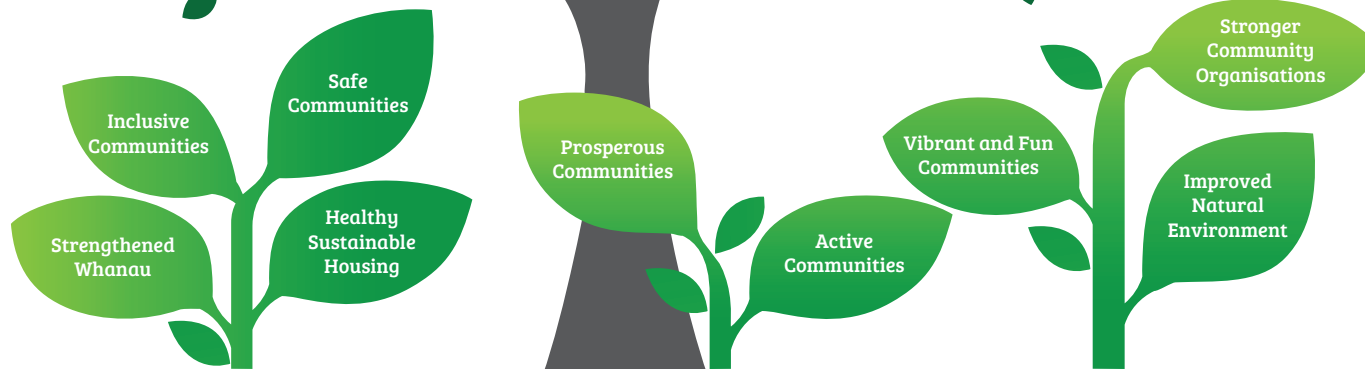 Safe
Communities
Inclusive
Communities
Strengthened
Whanau
Healthy
Sustainable
Housing
Prosperous
Communities
Active
Communities
Stronger
Community
Organisations
Vibrant and Fun
Communities
Improved
Natural
Environment